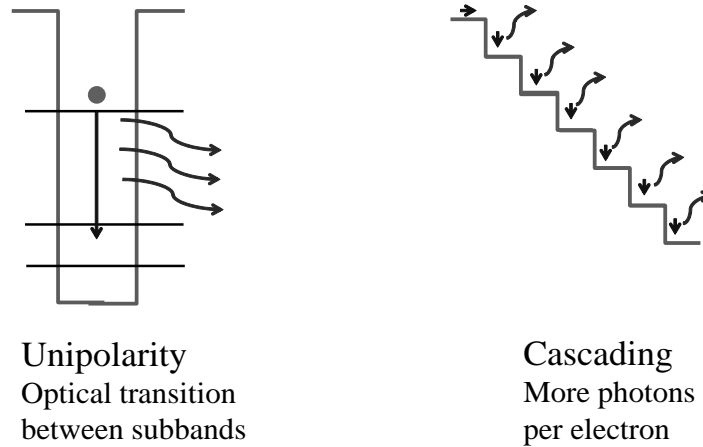 Unipolarity
Optical transition
between subbands
Cascading
More photons
per electron